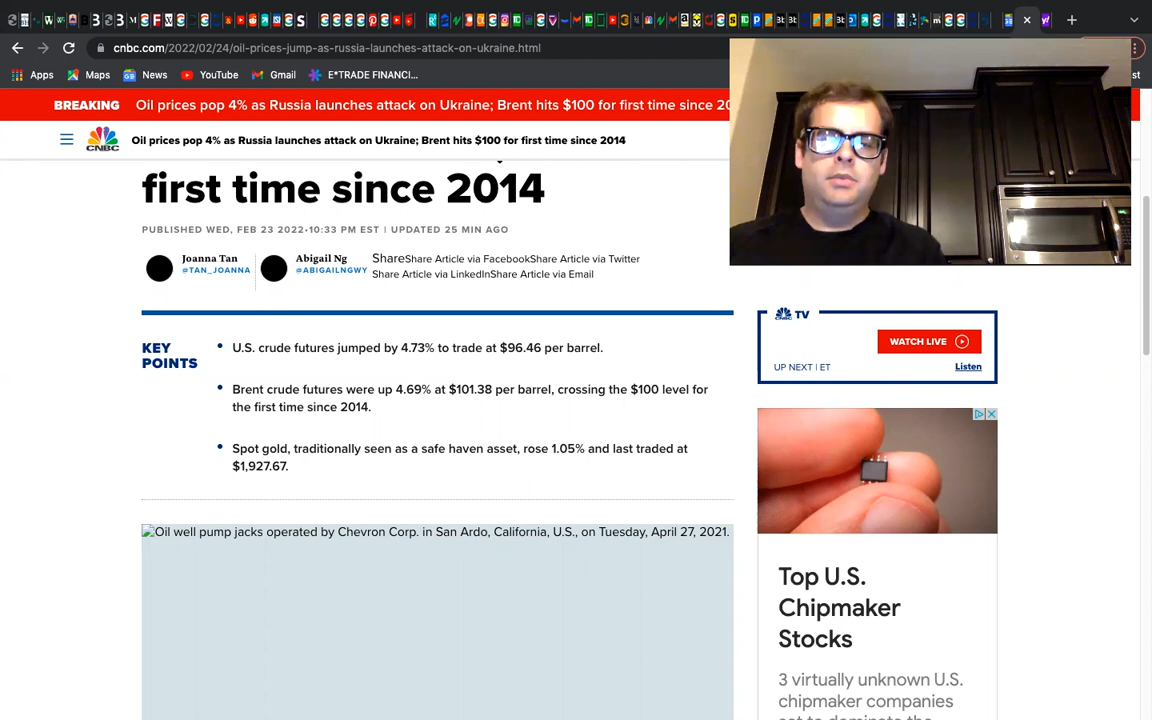 cnbc.com/2022/02/24/oil-prices-jump-as-russia-launches-attack-on-ukraine.html
Apps
Maps
News
YouTube
Gmail
E*TRADE FINANCI...
st
BREAKING
Oil prices pop 4% as Russia launches attack on Ukraine; Brent hits $100 for first time since 20
CNBC
Oil prices pop 4% as Russia launches attack on Ukraine; Brent hits $100 for first time since 2014
first time since 2014
PUBLISHED WED, FEB 23 2022•10:33 PM EST | UPDATED 25 MIN AGO
Joanna Tan
@TAN_JOANNA
Abigail Ng
@ABIGAILNGWY
ShareShare Article via FacebookShare Article via Twitter
Share Article via LinkedInShare Article via Email
KEY
POINTS
U.S. crude futures jumped by 4.73% to trade at $96.46 per barrel.
Brent crude futures were up 4.69% at $101.38 per barrel, crossing the $100 level for
the first time since 2014.
Spot gold, traditionally seen as a safe haven asset, rose 1.05% and last traded at
$1,927.67.
Oil well pump jacks operated by Chevron Corp. in San Ardo, California, U.S., on Tuesday, April 27, 2021.
CNBC TV
WATCH LIVE
UP NEXT | ET
Listen
Top U.S.
Chipmaker
Stocks
3 virtually unknown U.S.
chipmaker companies